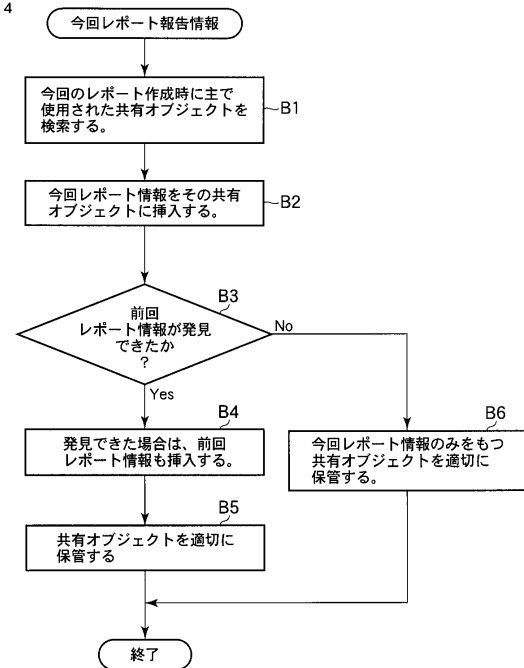 4
今回レポート報告情報
今回のレポート作成時に主で
使用された共有オブジェクトを
検索する。
B1
今回レポート情報をその共有
オブジェクトに挿入する。
B2
B3
前回
レポート情報が発見
できたか
?
No
Yes
B4
発見できた場合は、前回
レポート情報も挿入する。
B6
今回レポート情報のみをもつ
共有オブジェクトを適切に
保管する。
B5
共有オブジェクトを適切に
保管する
終了